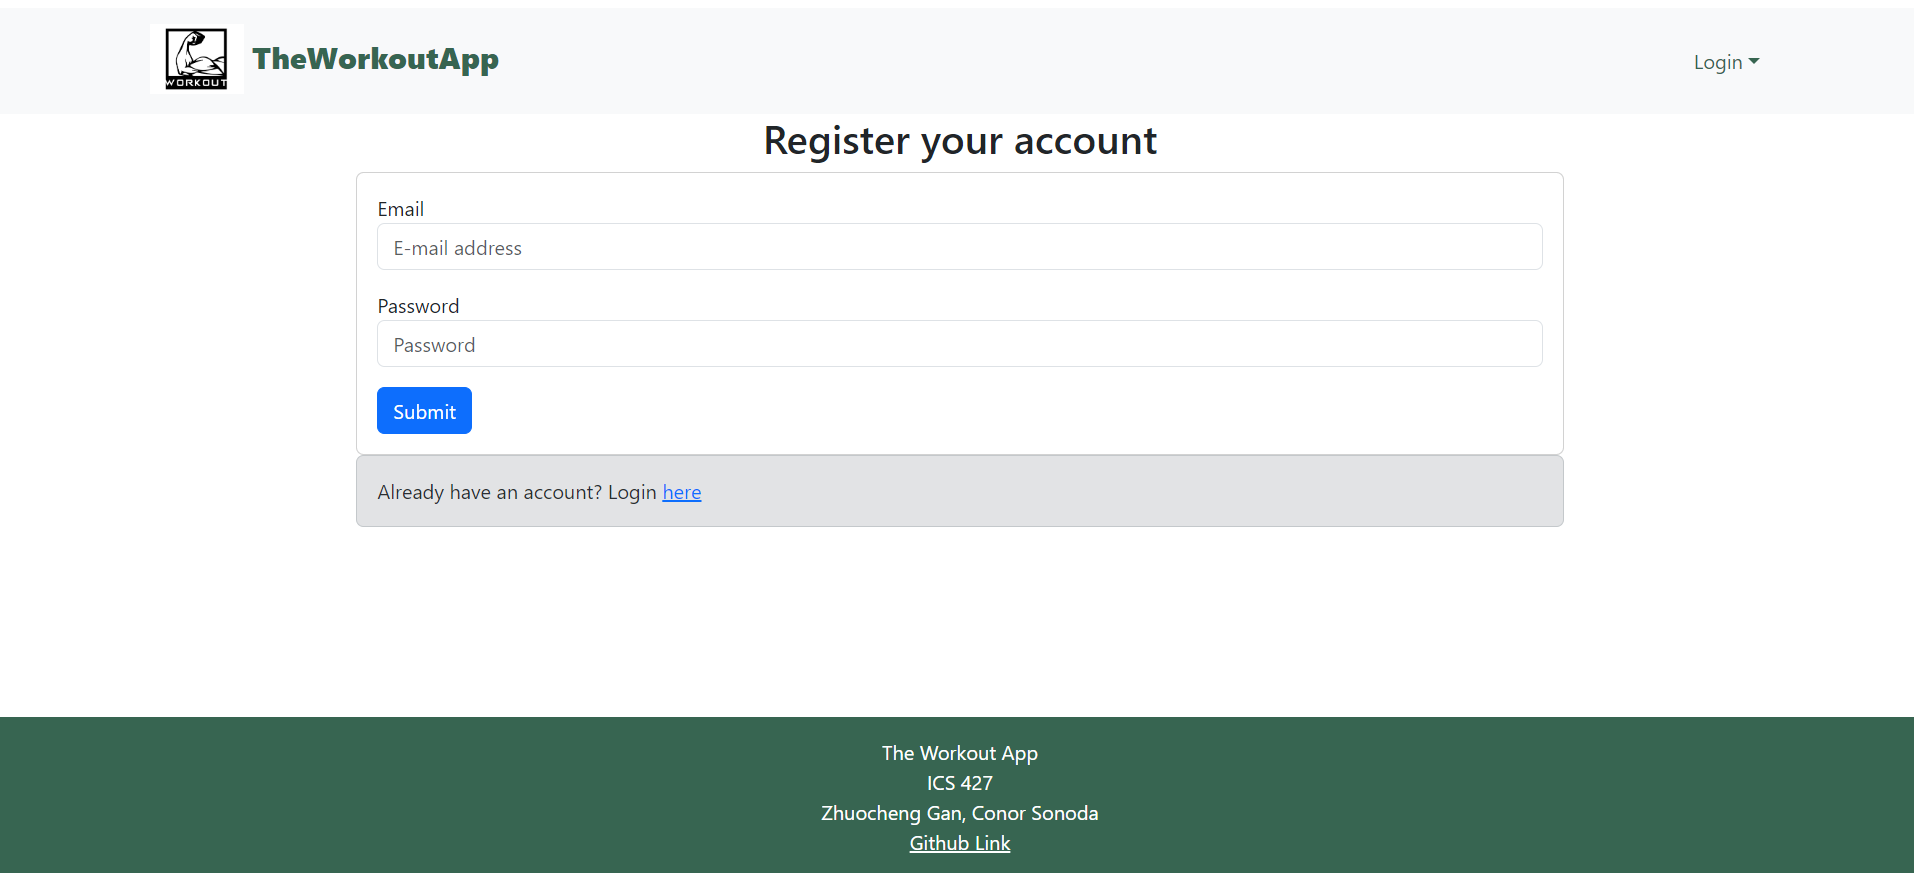 WORKOUT
TheWorkoutApp
Login
Register your account
Email
E-mail address
Password
Password
Submit
Already have an account? Login here
The Workout App
ICS 427
Zhuocheng Gan, Conor Sonoda
Github Link